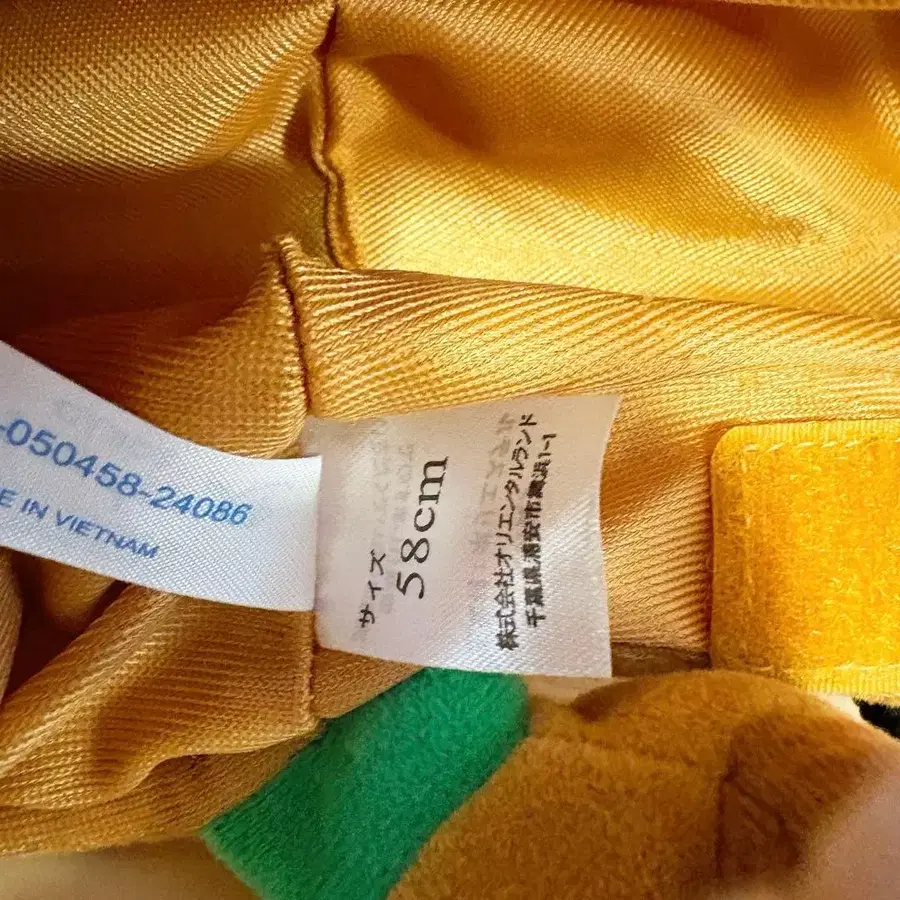 -050458-24086
E IN VIETNAM
サイズ
58cm
株式会社オリエンタルランド
千葉県浦安市舞浜1-1